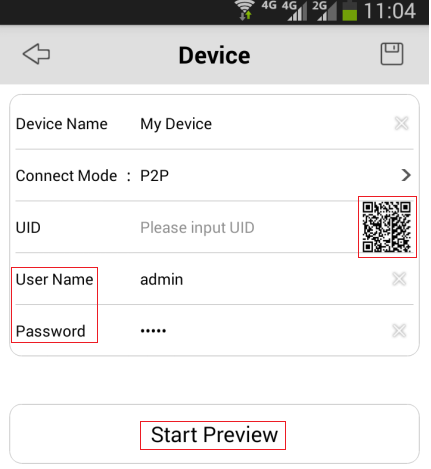 4G 4G 2G 11:04
Device
Device Name My Device
Connect Mode : P2P
UID Please input UID
User Name admin
Password •••••
Start Preview